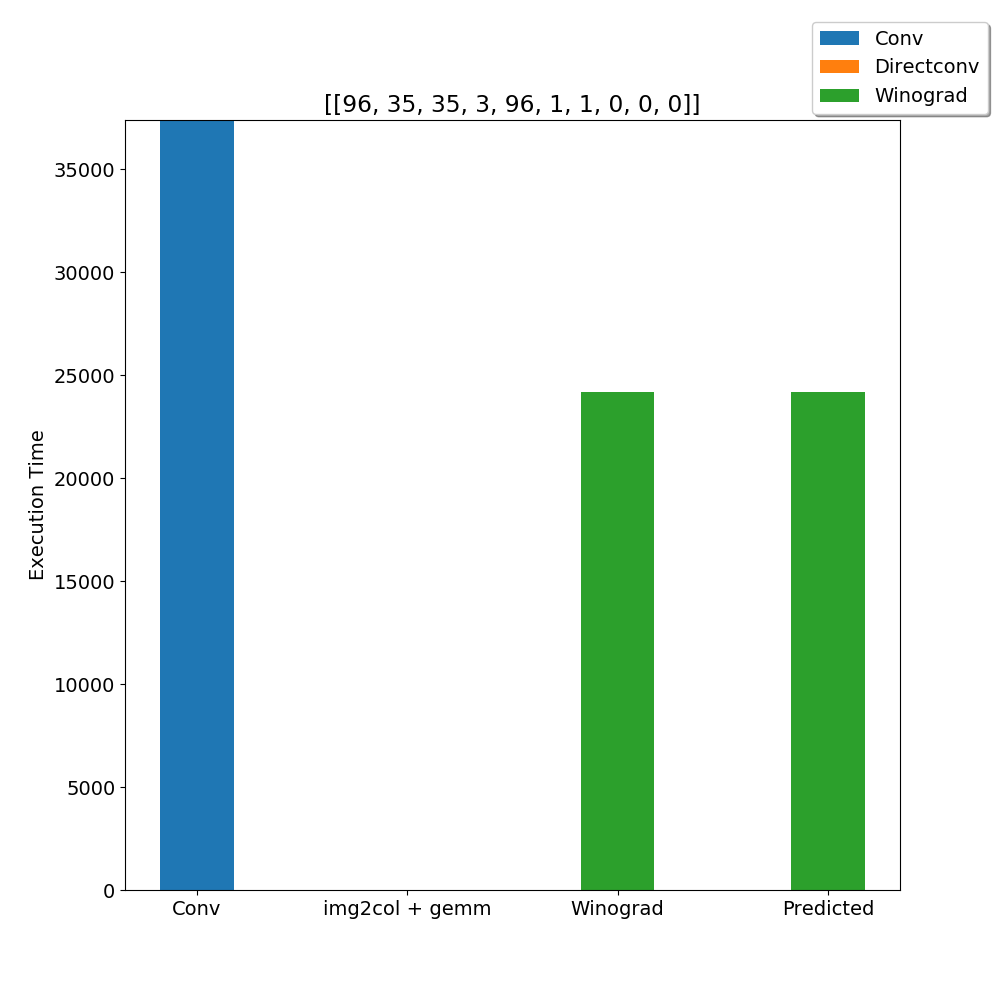 Conv
Directconv
Winograd
[[96, 35, 35, 3, 96, 1, 1, 0, 0, 0]]
35000
30000
25000
20000
15000
10000
5000
0
Execution Time
Conv
img2col + gemm
Winograd
Predicted